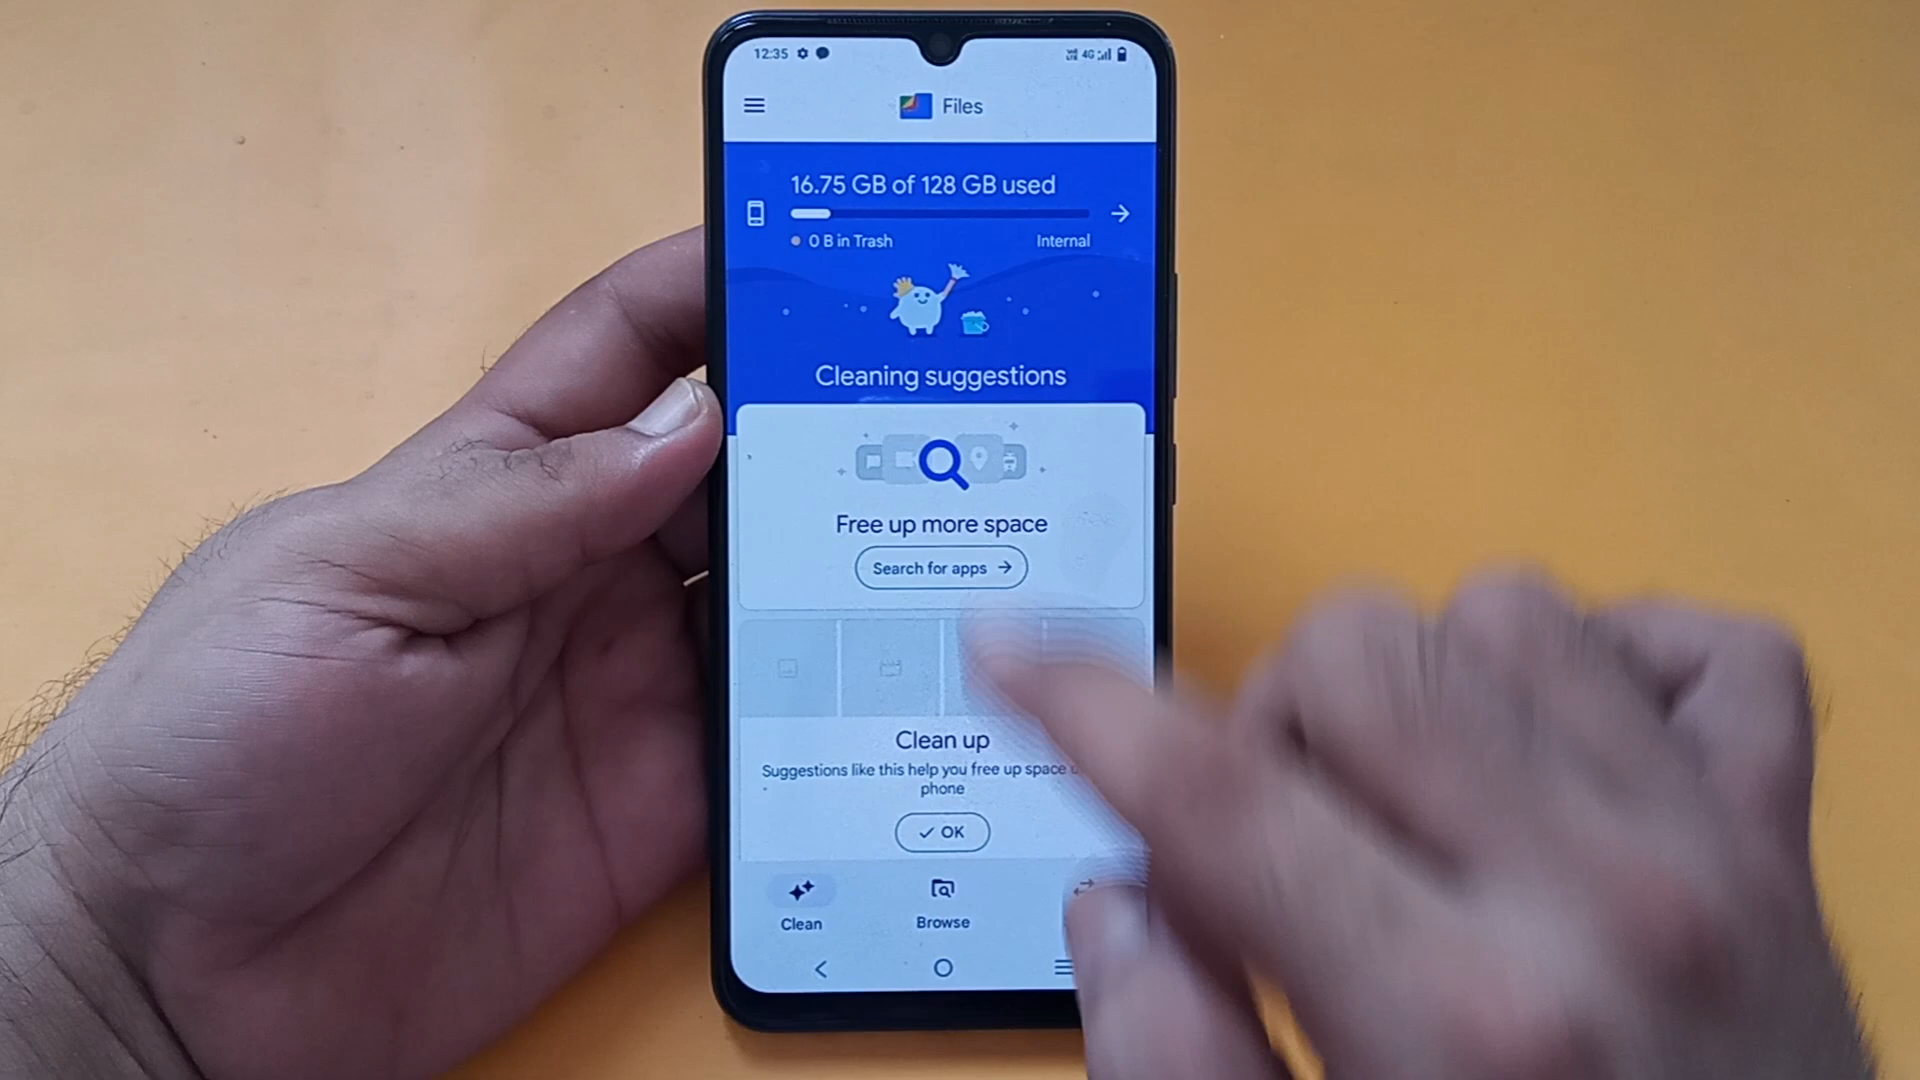 12:35
4G
Files
16.75 GB of 128 GB used
0 B in Trash
Internal
Cleaning suggestions
Free up more space
Search for apps
Clean up
Suggestions like this help you free up space
phone
OK
Clean
Browse